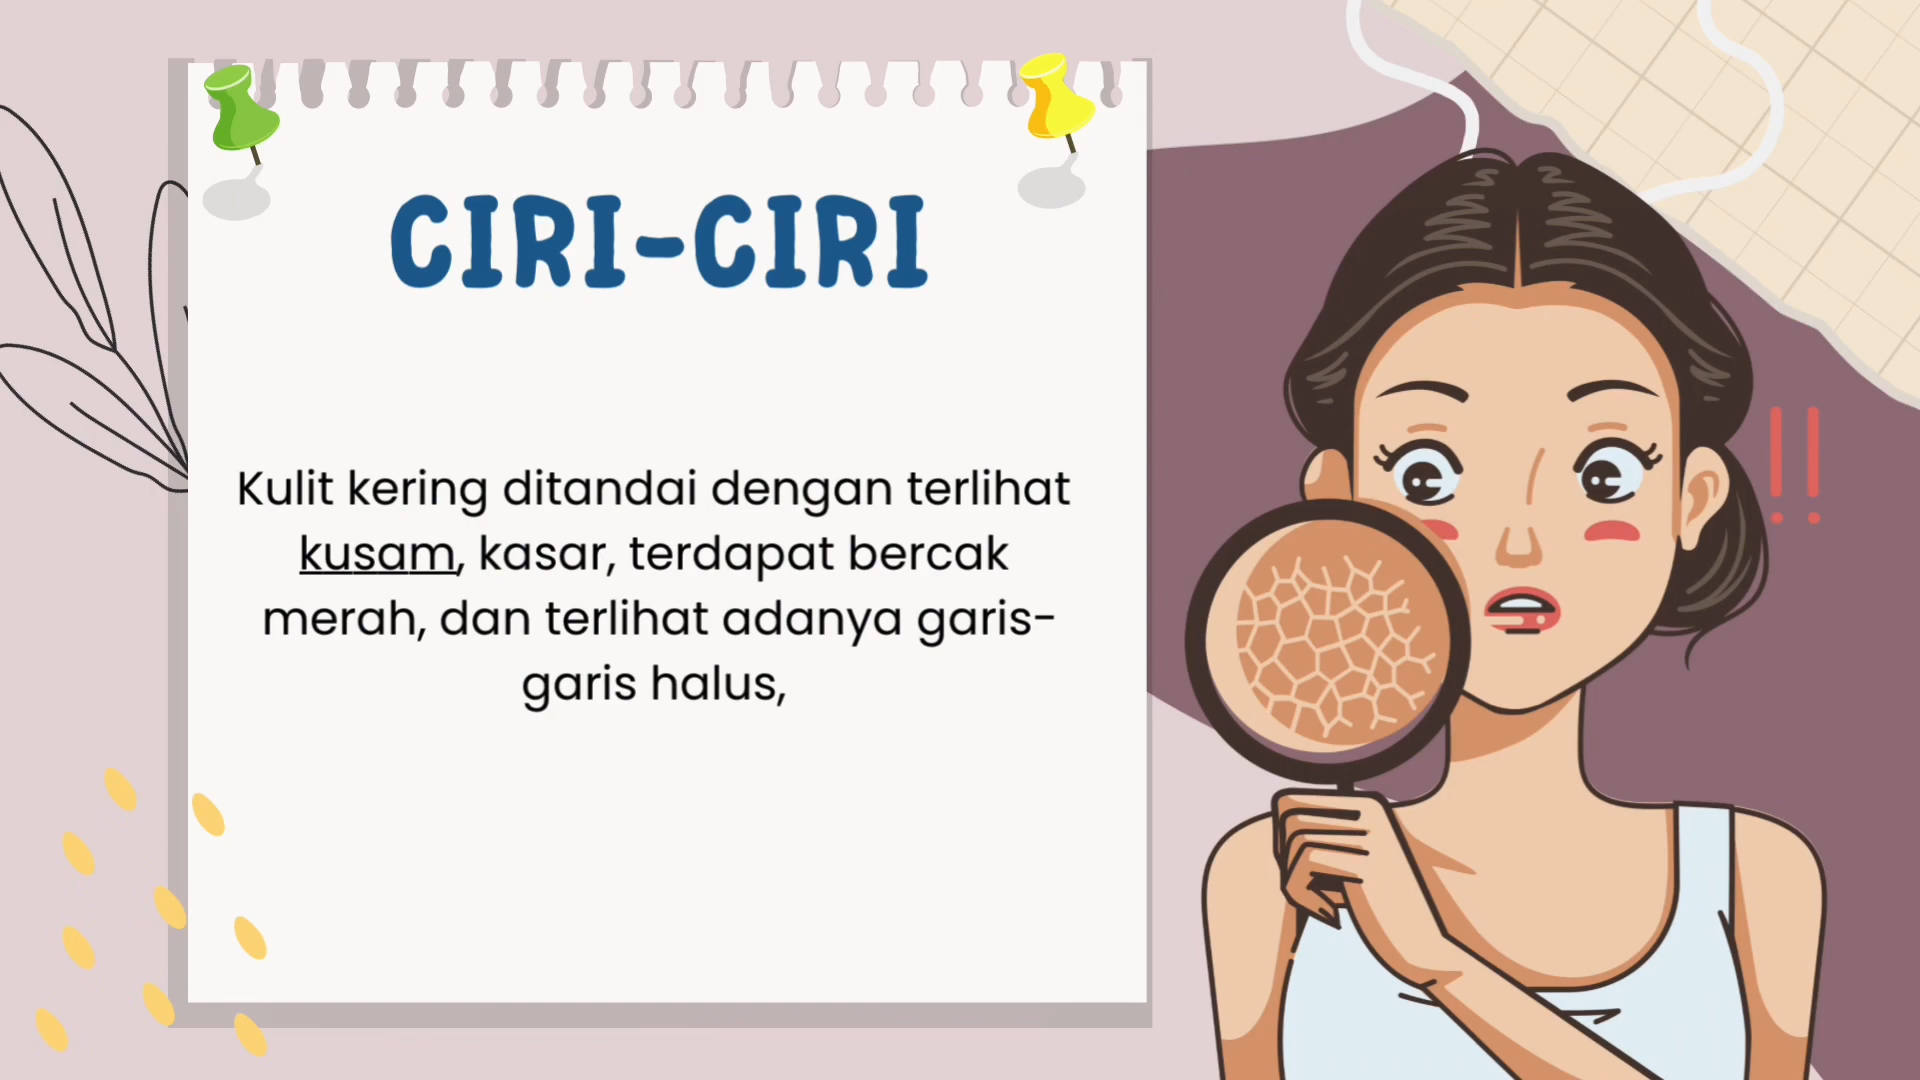 CIRI-CIRI
Kulit kering ditandai dengan terlihat
kusam, kasar, terdapat bercak
merah, dan terlihat adanya garis-
garis halus,
!!